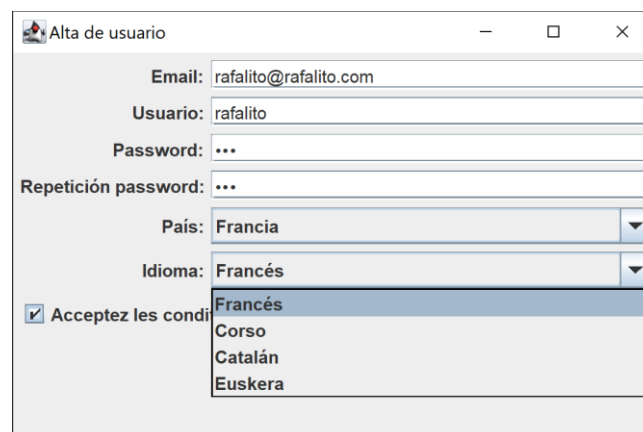 Alta de usuario
Email: rafalito@rafalito.com
Usuario: rafalito
Password: •••
Repetición password: •••
País: Francia
Idioma: Francés
Francés
Acceptez les condi
Corso
Catalán
Euskera